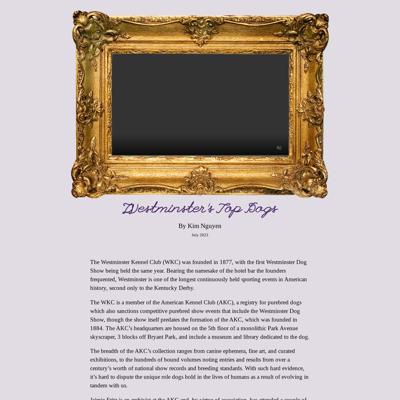 Westminster's Top Dogs
By Kim Nguyen
July 2023
The Westminster Kennel Club (WKC) was founded in 1877, with the first Westminster Dog
Show being held the same year. Bearing the namesake of the hotel bar the founders
frequented, Westminster is one of the longest continuously held sporting events in American
history, second only to the Kentucky Derby.
The WKC is a member of the American Kennel Club (AKC), a registry for purebred dogs
which also sanctions competitive purebred show events that include the Westminster Dog
Show, though the show itself predates the formation of the AKC, which was founded in
1884. The AKC's headquarters are housed on the 5th floor of a monolithic Park Avenue
skyscraper, 3 blocks off Bryant Park, and include a museum and library dedicated to the dog.
The breadth of the AKC's collection ranges from canine ephemera, fine art, and curated
exhibitions, to the hundreds of bound volumes noting entries and results from over a
century's worth of national show records and breeding standards. With such hard evidence,
it's hard to dispute the unique role dogs hold in the lives of humans as a result of evolving in
tandem with us.